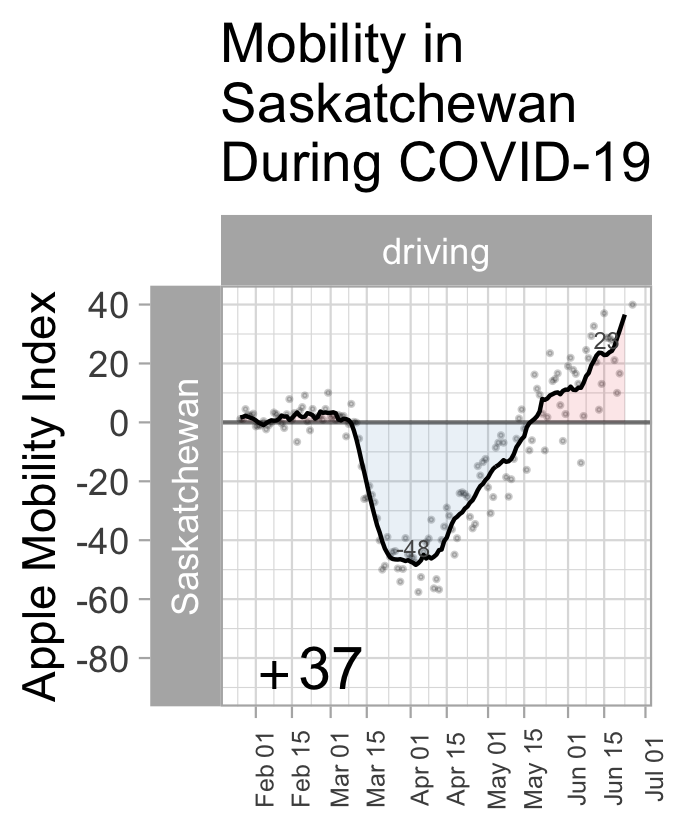 Mobility in
Saskatchewan
During COVID-19
driving
Saskatchewan
Apple Mobility Index
40
20
0
-20
-40
-60
-80
-48
+37
Feb 01
Feb 15
Mar 01
Mar 15
Apr 01
Apr 15
May 01
May 15
Jun 01
Jun 15
Jul 01